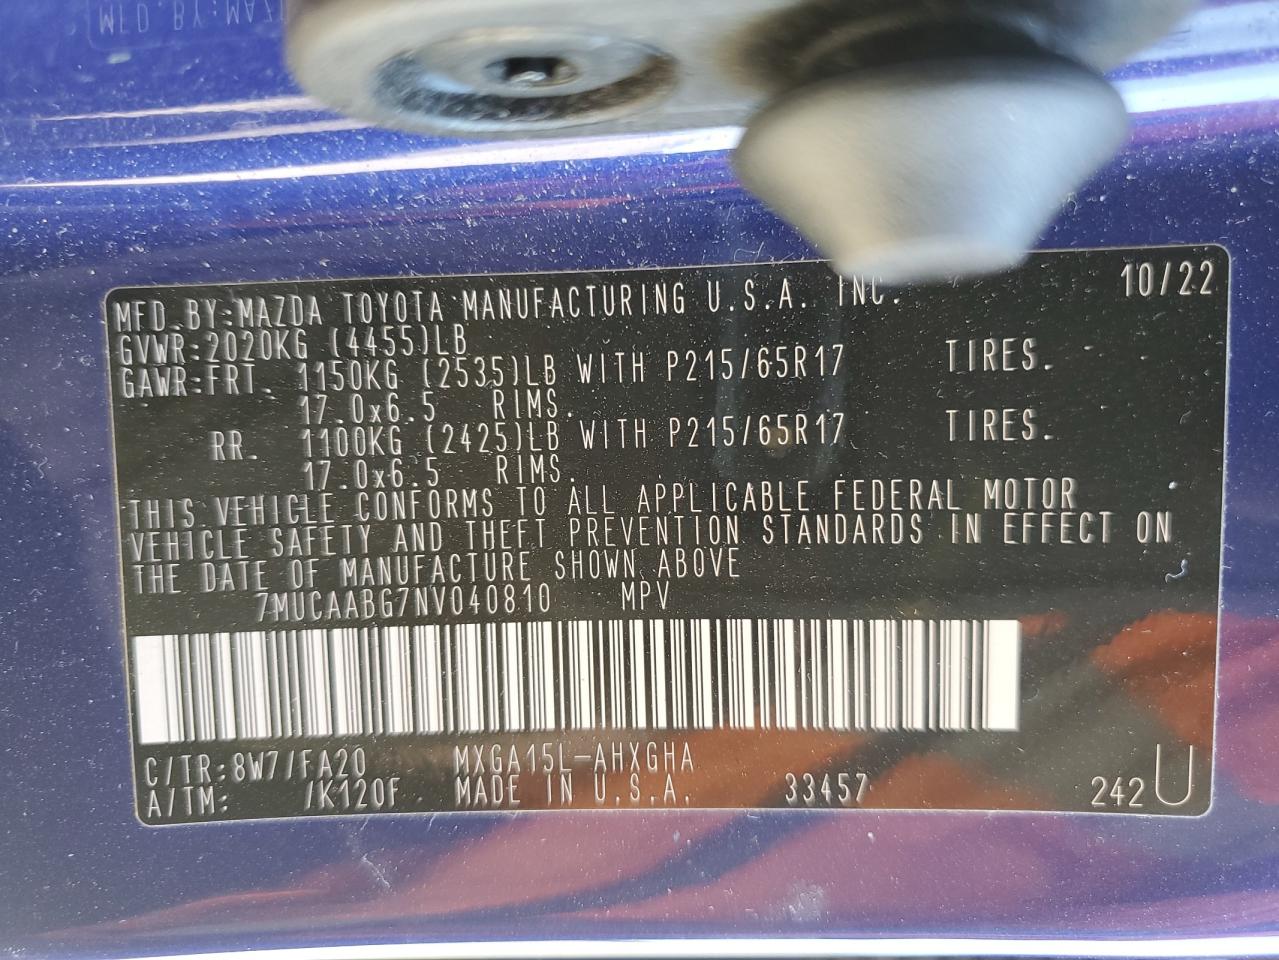 MFD.BY:MAZDA TOYOTA MANUFACTURING U.S.A. INC. 10/22
GVWR:2020KG (4455)LB
GAWR:FRT. 1150KG (2535)LB WITH P215/65R17 TIRES.
17.0x6.5 RIMS.
RR. 1100KG (2425)LB WITH P215/65R17 TIRES.
17.0x6.5 RIMS.
THIS VEHICLE CONFORMS TO ALL APPLICABLE FEDERAL MOTOR
VEHICLE SAFETY AND THEFT PREVENTION STANDARDS IN EFFECT ON
THE DATE OF MANUFACTURE SHOWN ABOVE
7MUCAABG7NV040810 MPV
C/TR:8W7/FA20 MXGA15L-AHXGHA
A/TM: /K120F MADE IN U.S.A. 33457 242 U